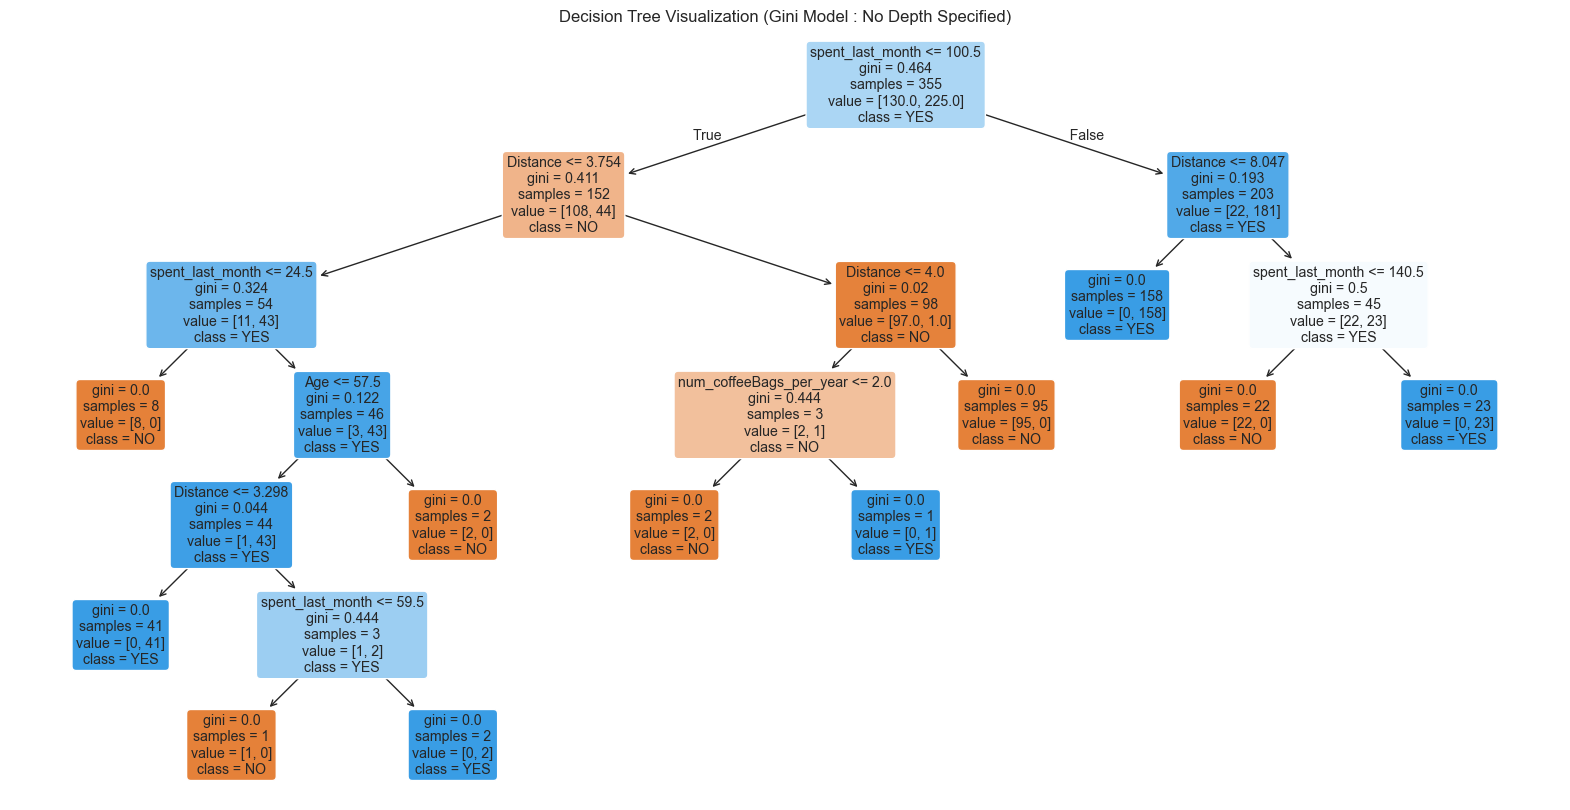 Decision Tree Visualization (Gini Model : No Depth Specified)
spent_last_month <= 100.5
gini = 0.464
samples = 355
value = [130.0, 225.0]
class = YES
True
False
Distance <= 3.754
gini = 0.411
samples = 152
value = [108, 44]
class = NO
Distance <= 8.047
gini = 0.193
samples = 203
value = [22, 181]
class = YES
spent_last_month <= 24.5
gini = 0.324
samples = 54
value = [11, 43]
class = YES
Distance <= 4.0
gini = 0.02
samples = 98
value = [97.0, 1.0]
class = NO
gini = 0.0
samples = 158
value = [0, 158]
class = YES
spent_last_month <= 140.5
gini = 0.5
samples = 45
value = [22, 23]
class = YES
gini = 0.0
samples = 8
value = [8, 0]
class = NO
Age <= 57.5
gini = 0.122
samples = 46
value = [3, 43]
class = YES
num_coffeeBags_per_year <= 2.0
gini = 0.444
samples = 3
value = [2, 1]
class = NO
gini = 0.0
samples = 95
value = [95, 0]
class = NO
gini = 0.0
samples = 22
value = [22, 0]
class = NO
gini = 0.0
samples = 23
value = [0, 23]
class = YES
Distance <= 3.298
gini = 0.044
samples = 44
value = [1, 43]
class = YES
gini = 0.0
samples = 2
value = [2, 0]
class = NO
gini = 0.0
samples = 2
value = [2, 0]
class = NO
gini = 0.0
samples = 1
value = [0, 1]
class = YES
gini = 0.0
samples = 41
value = [0, 41]
class = YES
spent_last_month <= 59.5
gini = 0.444
samples = 3
value = [1, 2]
class = YES
gini = 0.0
samples = 1
value = [1, 0]
class = NO
gini = 0.0
samples = 2
value = [0, 2]
class = YES